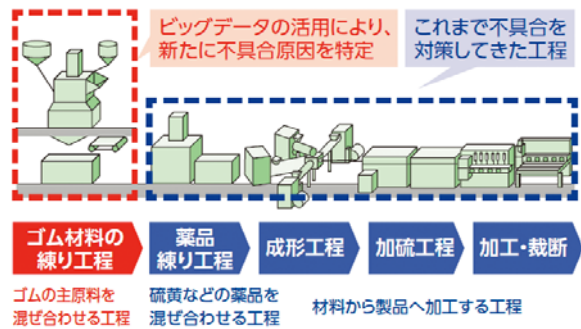 ビッグデータの活用により、
新たに不具合原因を特定
これまで不具合を
対策してきた工程
ゴム材料の
練り工程
薬品
練り工程
成形工程
加硫工程
加工・裁断
ゴムの主原料を
混ぜ合わせる工程
硫黄などの薬品を
混ぜ合わせる工程
材料から製品へ加工する工程